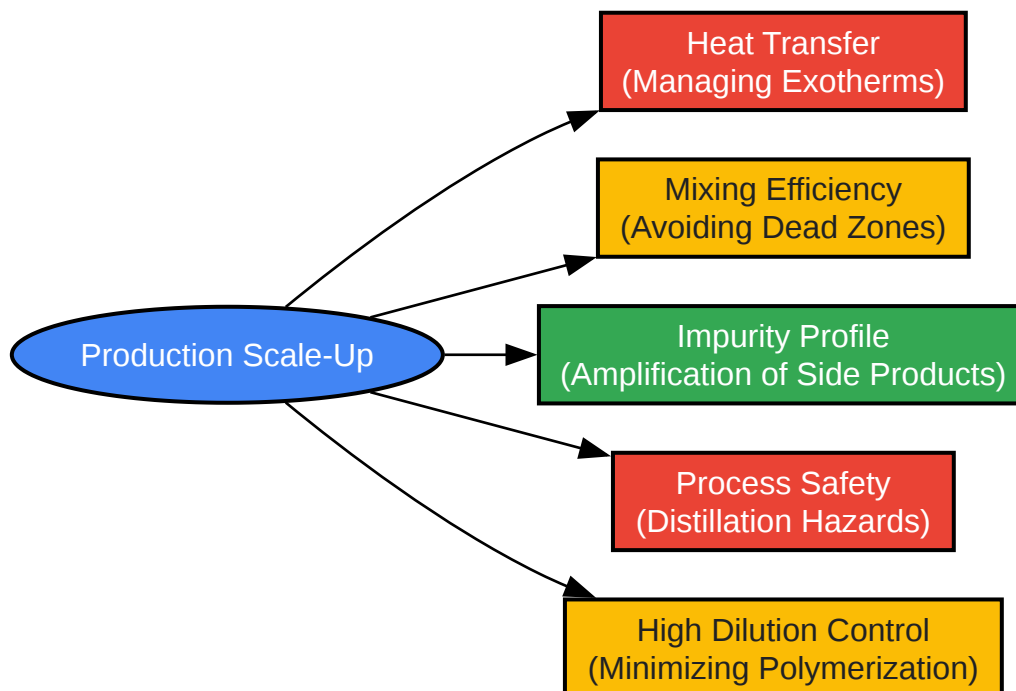 Heat Transfer
(Managing Exotherms)
Mixing Efficiency
(Avoiding Dead Zones)
Production Scale-Up
Impurity Profile
(Amplification of Side Products)
Process Safety
(Distillation Hazards)
High Dilution Control
(Minimizing Polymerization)